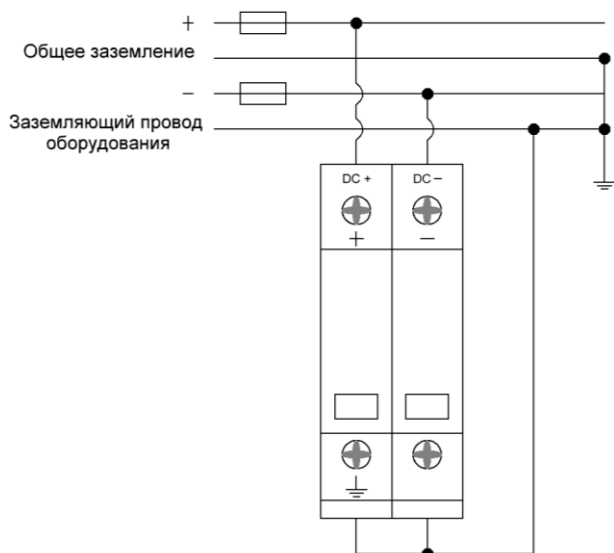 +
Общее заземление
−
Заземляющий провод
оборудования
DC +
DC −
+
−